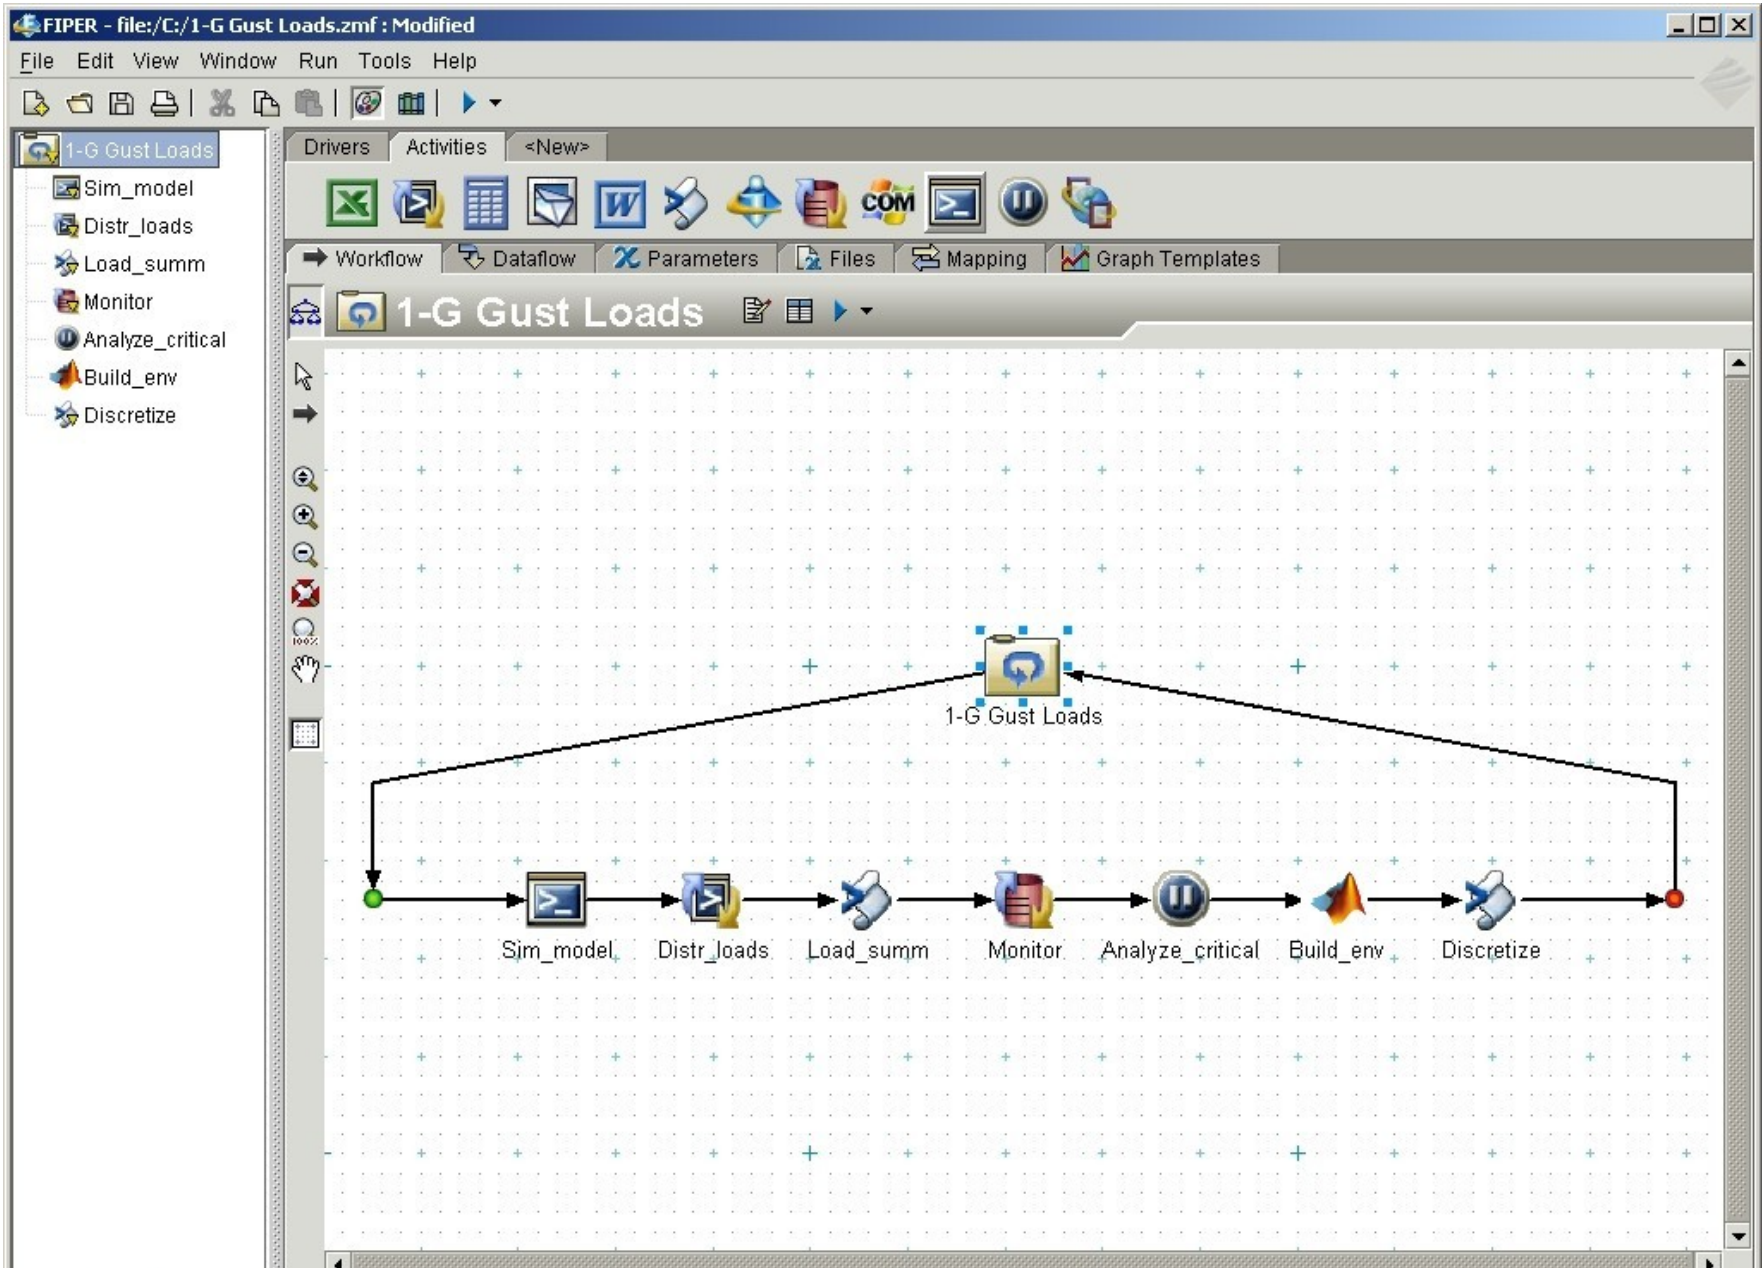 FIPER - file:/C:/1-G Gust Loads.zmf : Modified
File Edit View Window Run Tools Help
1-G Gust Loads
Sim_model
Distr_loads
Load_summ
Monitor
Analyze_critical
Build_env
Discretize
Drivers Activities <New>
W COM
Workflow Dataflow Parameters Files Mapping Graph Templates
1-G Gust Loads
100%
1-G Gust Loads
Sim_model Distr_loads Load_summ Monitor Analyze_critical Build_env Discretize